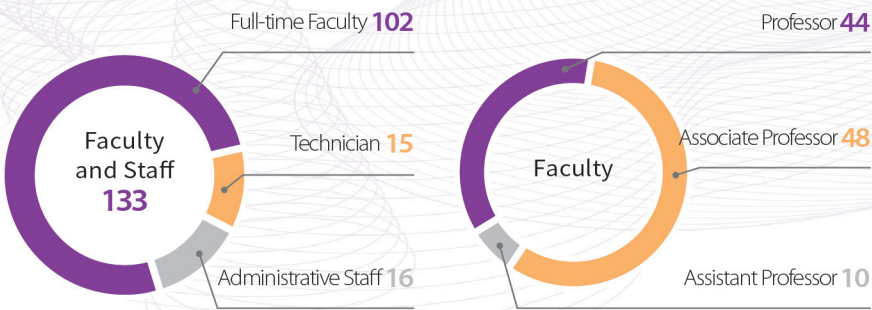 Full-time Faculty 102
Technician 15
Administrative Staff 16
Faculty
and Staff
133
Professor 44
Associate Professor 48
Assistant Professor 10
Faculty